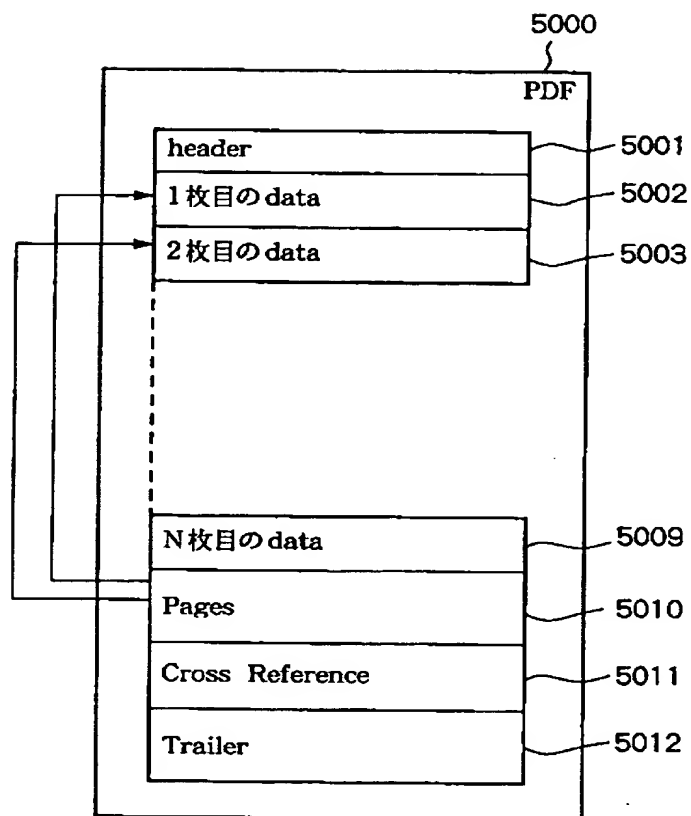 5000
PDF
header
5001
1枚目のdata
5002
2枚目のdata
5003
N枚目のdata
5009
Pages
5010
Cross Reference
5011
Trailer
5012